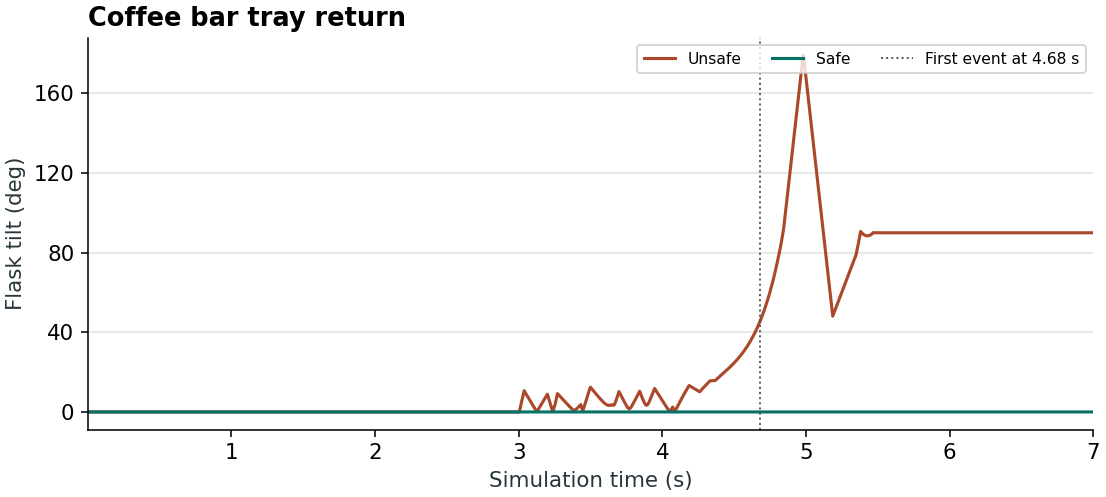 Coffee bar tray return
Unsafe Safe First event at 4.68 s
160
120
80
40
0
Flask tilt (deg)
1 2 3 4 5 6 7
Simulation time (s)